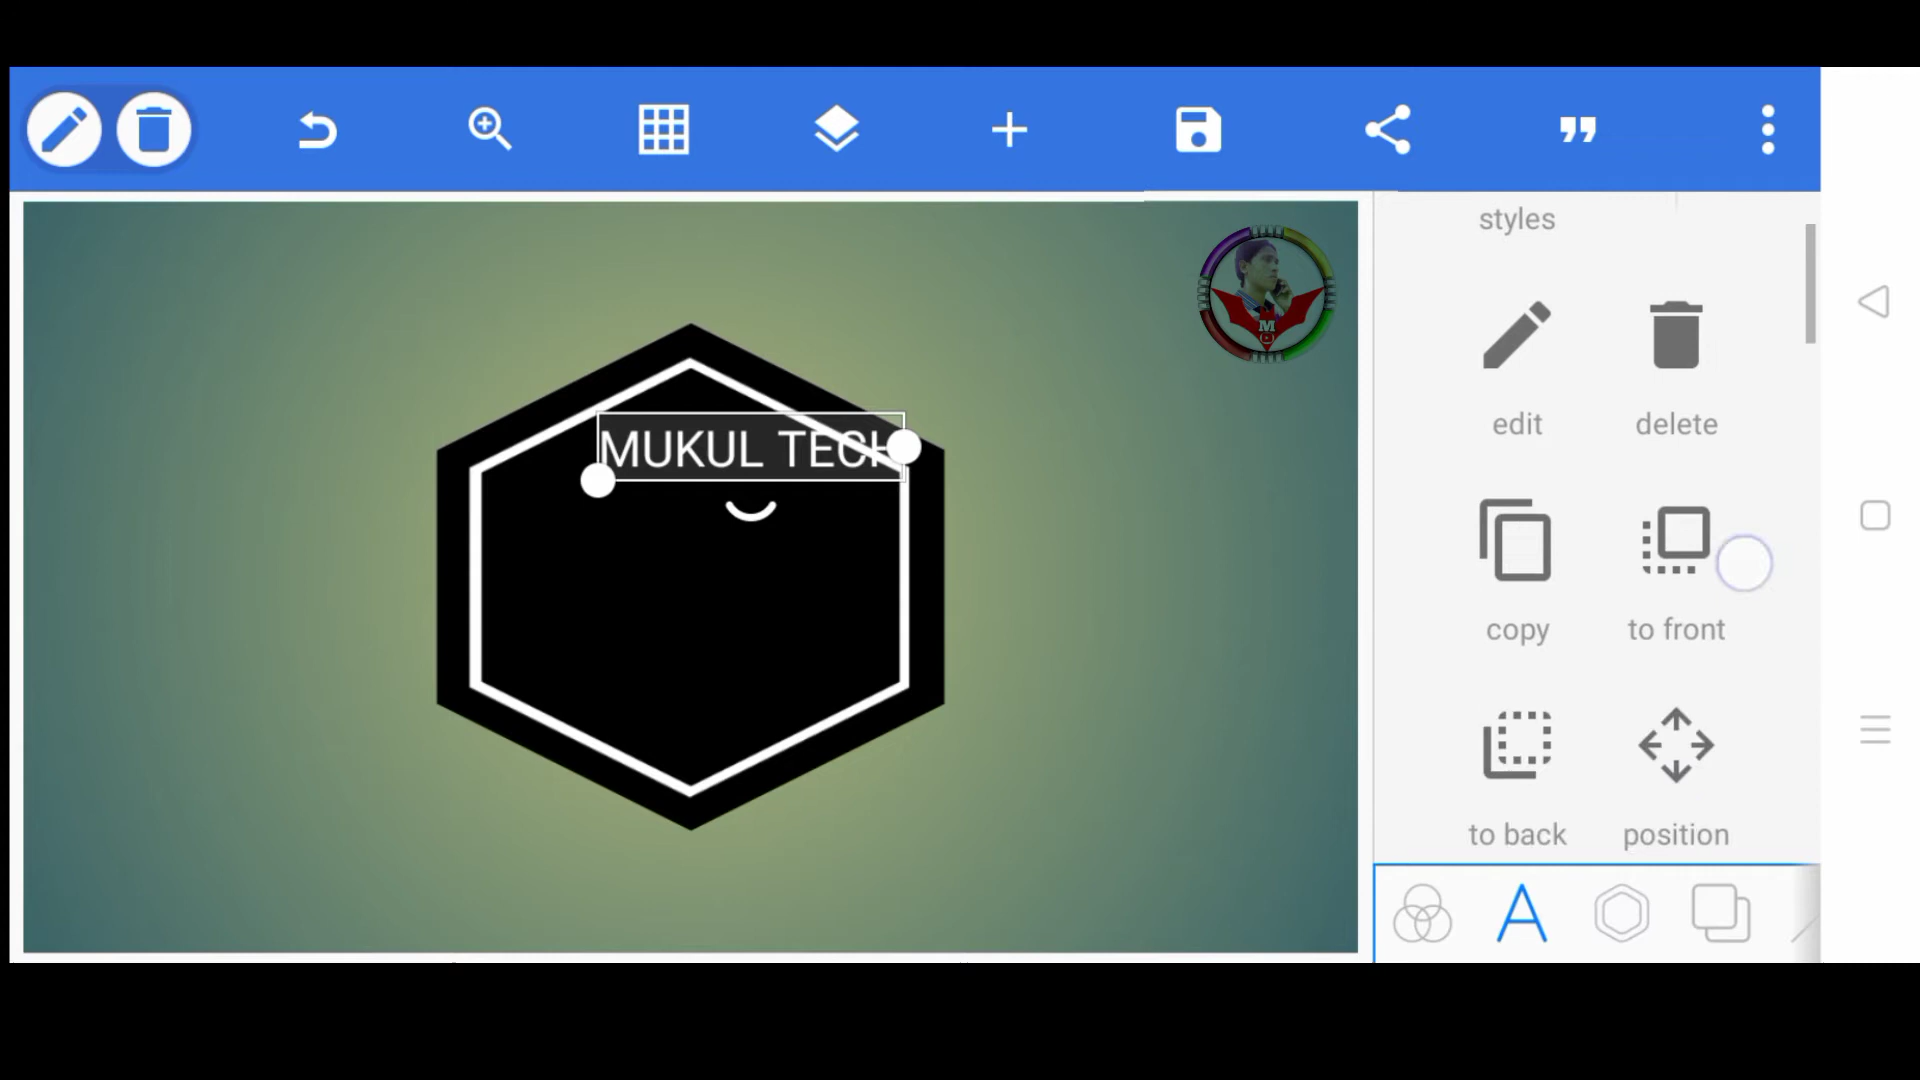 styles
MUKUL TECH
edit
delete
copy
to front
to back
position
M